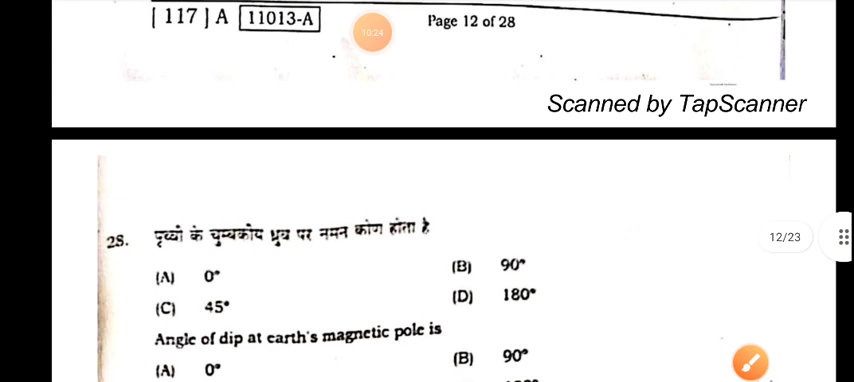 [ 117 ] A 11013-A Page 12 of 28
10:24
Scanned by TapScanner
12/23
28. पृथ्वी के चुम्बकीय ध्रुव पर नमन कोण होता है
(A) 0° (B) 90°
(C) 45° (D) 180°
Angle of dip at earth's magnetic pole is
(A) 0° (B) 90°